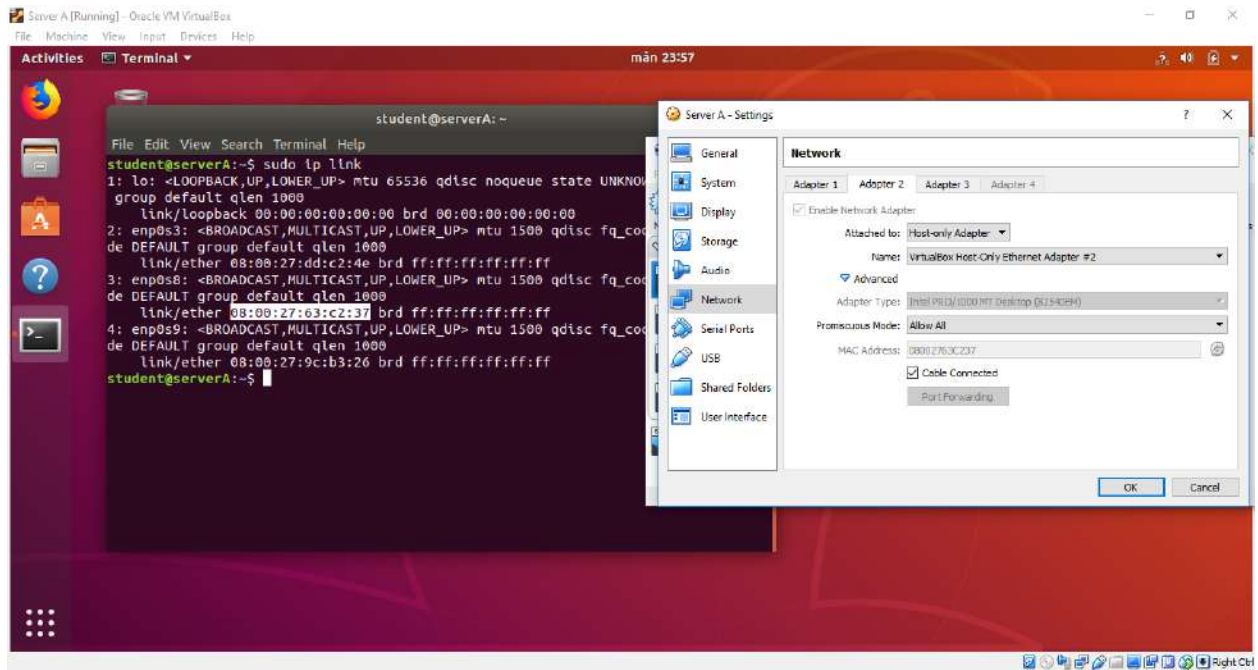 Server A [Running] - Oracle VM VirtualBox
File Machine View Input Devices Help
Activities Terminal mån 23:57
student@serverA: ~
File Edit View Search Terminal Help
student@serverA:~$ sudo ip link
1: lo: <LOOPBACK,UP,LOWER_UP> mtu 65536 qdisc noqueue state UNKNOW
group default qlen 1000
link/loopback 00:00:00:00:00:00 brd 00:00:00:00:00:00
2: enp0s3: <BROADCAST,MULTICAST,UP,LOWER_UP> mtu 1500 qdisc fq_cod
de DEFAULT group default qlen 1000
link/ether 08:00:27:dd:c2:4e brd ff:ff:ff:ff:ff:ff
3: enp0s8: <BROADCAST,MULTICAST,UP,LOWER_UP> mtu 1500 qdisc fq_cod
de DEFAULT group default qlen 1000
link/ether 08:00:27:63:c2:37 brd ff:ff:ff:ff:ff:ff
4: enp0s9: <BROADCAST,MULTICAST,UP,LOWER_UP> mtu 1500 qdisc fq_cod
de DEFAULT group default qlen 1000
link/ether 08:00:27:9c:b3:26 brd ff:ff:ff:ff:ff:ff
student@serverA:~$
Server A - Settings
General
System
Display
Storage
Audio
Network
Serial Ports
USB
Shared Folders
User Interface
Network
Adapter 1 Adapter 2 Adapter 3 Adapter 4
Enable Network Adapter
Attached to: Host-only Adapter
Name: VirtualBox Host-Only Ethernet Adapter #2
Advanced
Adapter Type: Intel PRO/1000 MT Desktop (82540EM)
Promiscuous Mode: Allow All
MAC Address: 08002763C237
Cable Connected
Port Forwarding
OK Cancel
Right Ctrl